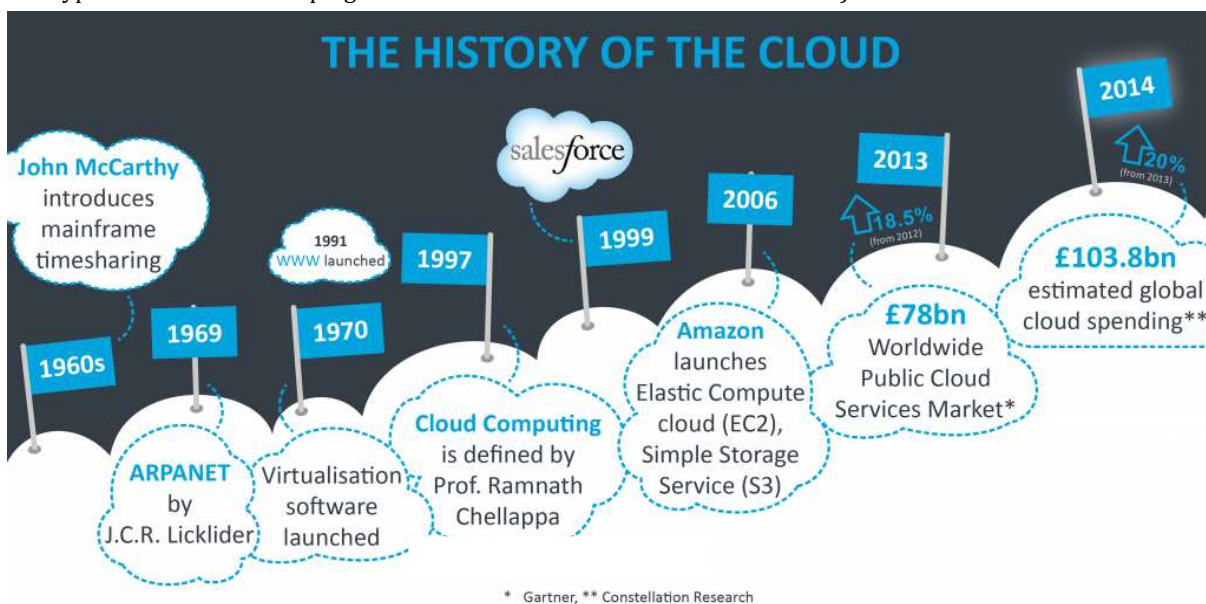 THE HISTORY OF THE CLOUD
John McCarthy
introduces
mainframe
timesharing
1960s
1969
ARPANET
by
J.C.R. Licklider
1991
WWW launched
1970
Virtualisation
software
launched
1997
Cloud Computing
is defined by
Prof. Ramnath
Chellappa
salesforce
1999
2006
Amazon
launches
Elastic Compute
cloud (EC2),
Simple Storage
Service (S3)
2013
18.5%
(from 2012)
£78bn
Worldwide
Public Cloud
Services Market*
2014
20%
(from 2013)
£103.8bn
estimated global
cloud spending**
* Gartner, ** Constellation Research